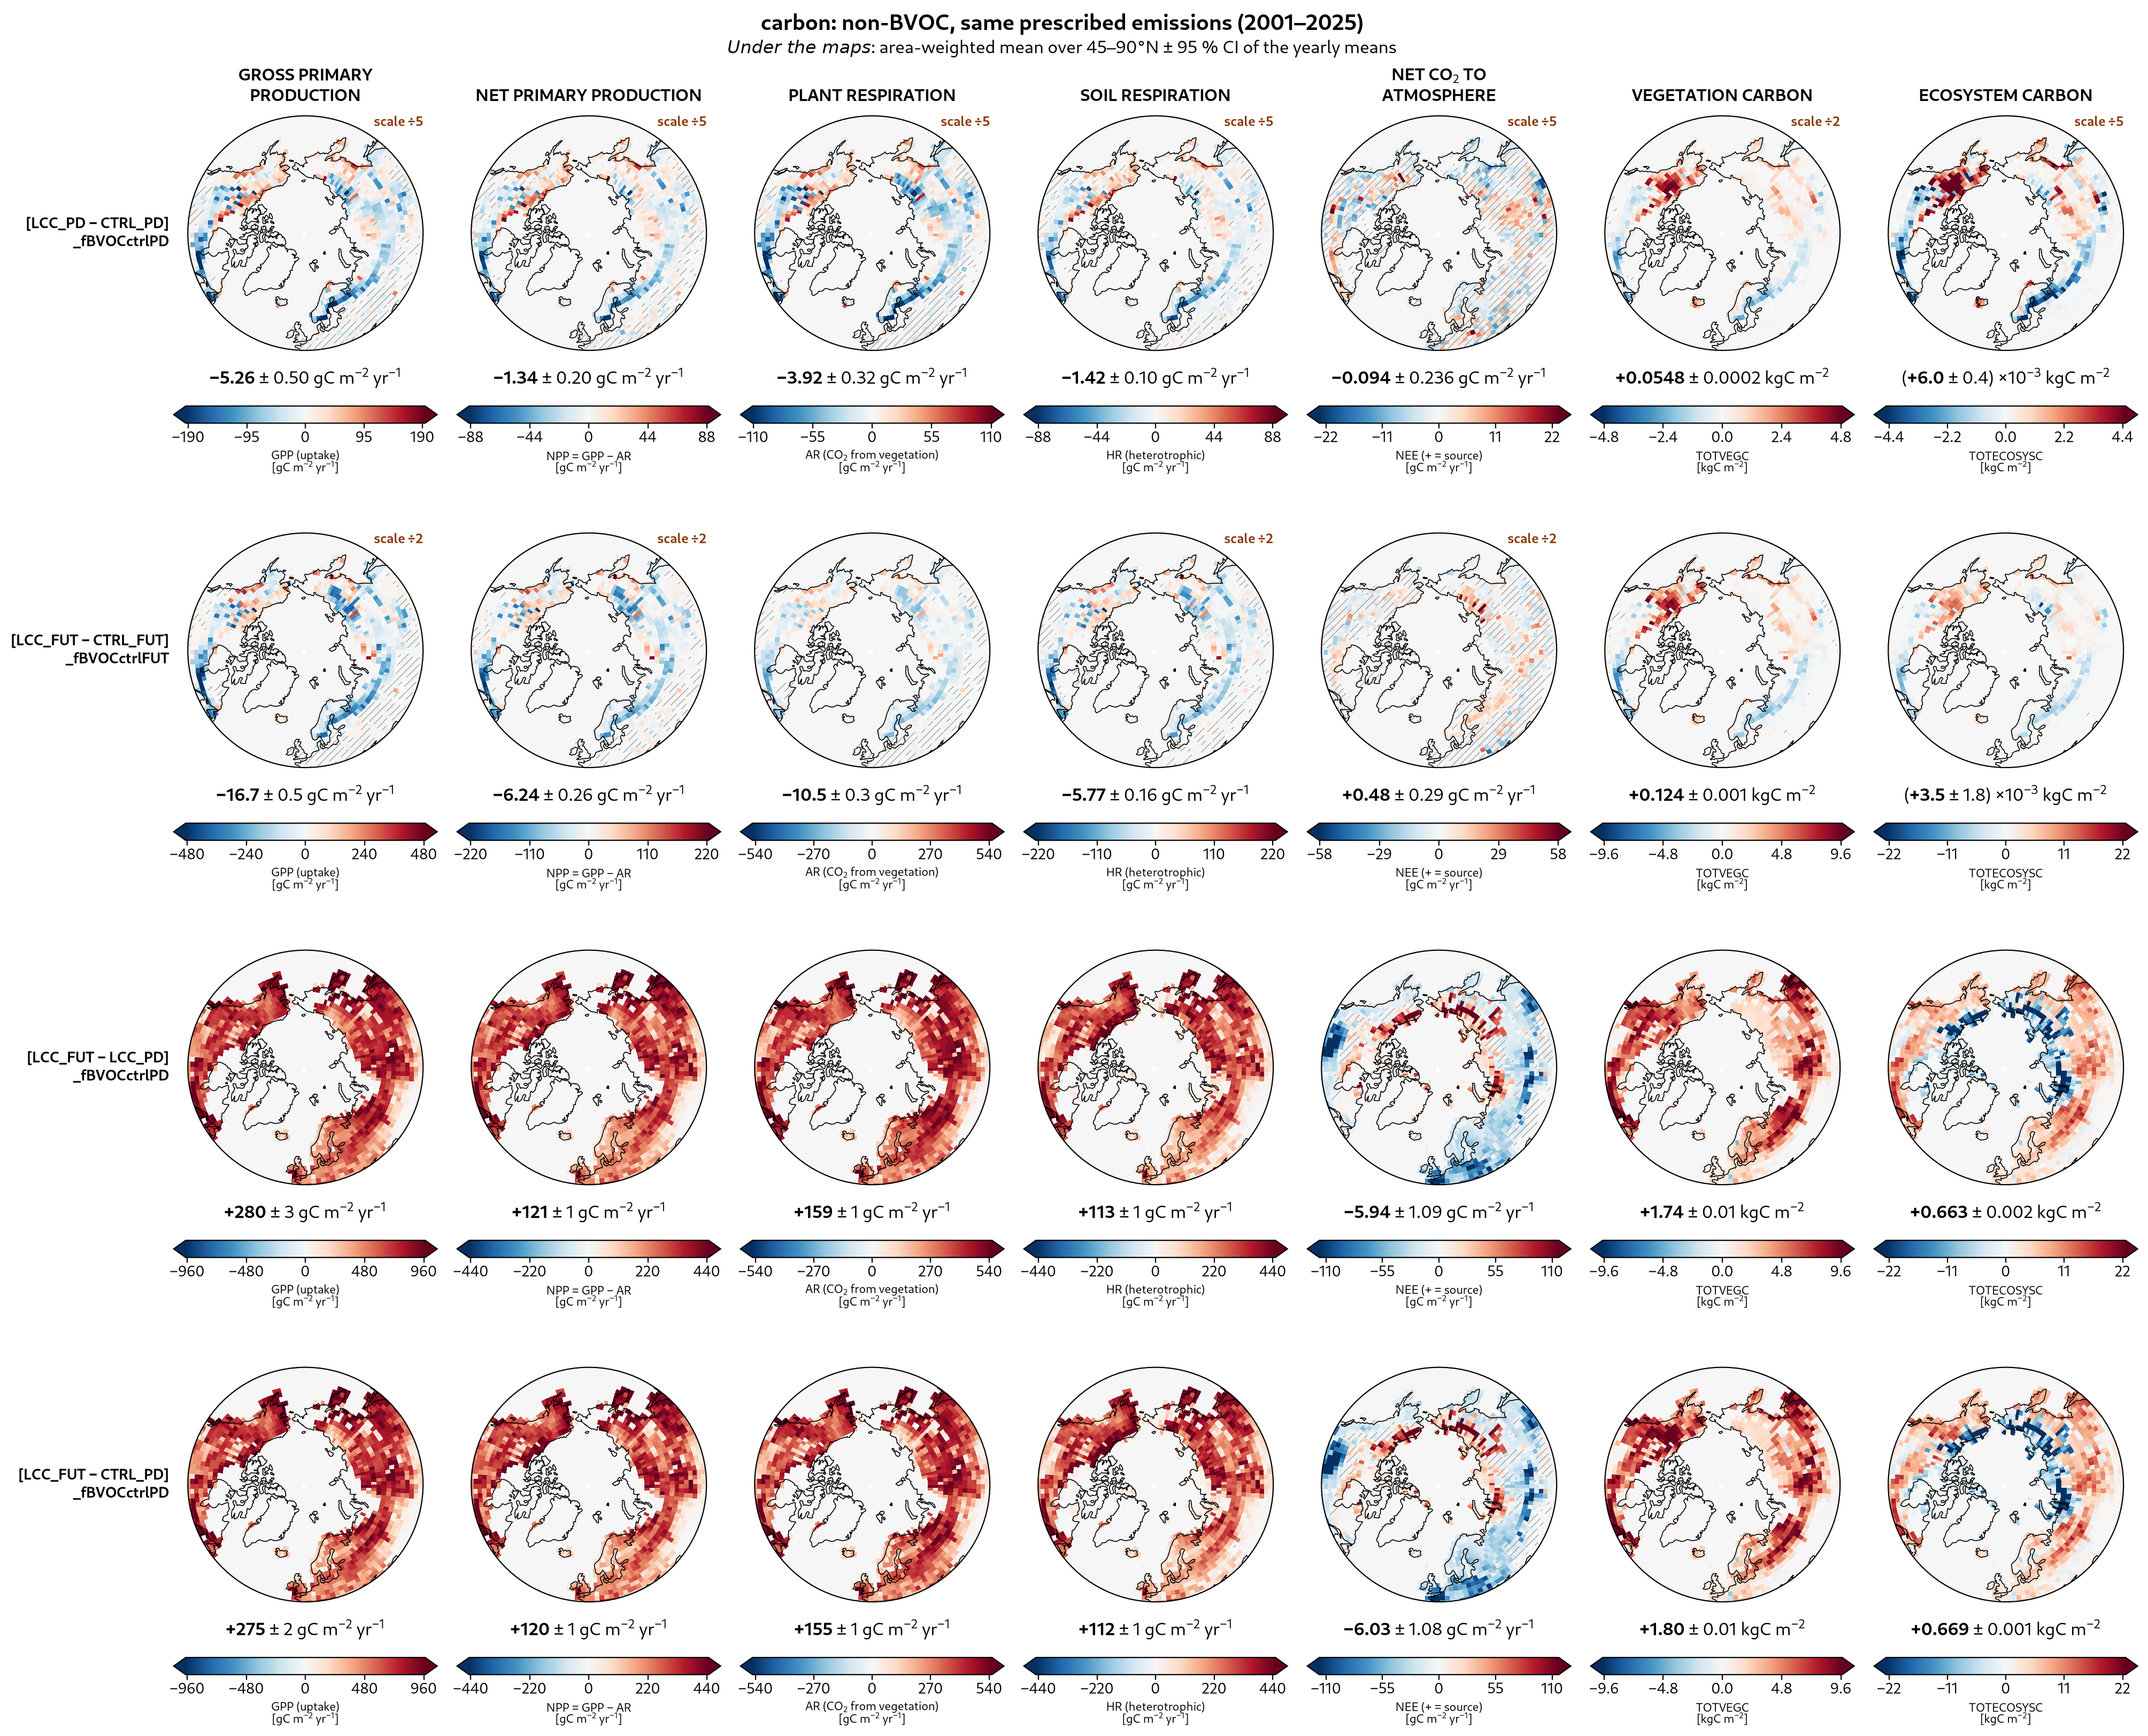 carbon: non-BVOC, same prescribed emissions (2001–2025)
Under the maps: area-weighted mean over 45–90°N ± 95 % CI of the yearly means
GROSS PRIMARY
PRODUCTION
NET PRIMARY PRODUCTION
PLANT RESPIRATION
SOIL RESPIRATION
NET CO₂ TO
ATMOSPHERE
VEGETATION CARBON
ECOSYSTEM CARBON
scale ÷5 scale ÷5 scale ÷5 scale ÷5 scale ÷5 scale ÷2 scale ÷5
[LCC_PD − CTRL_PD]
_fBVOCctrlPD
−5.26 ± 0.50 gC m⁻² yr⁻¹
−1.34 ± 0.20 gC m⁻² yr⁻¹
−3.92 ± 0.32 gC m⁻² yr⁻¹
−1.42 ± 0.10 gC m⁻² yr⁻¹
−0.094 ± 0.236 gC m⁻² yr⁻¹
+0.0548 ± 0.0002 kgC m⁻²
(+6.0 ± 0.4) ×10⁻³ kgC m⁻²
−190 −95 0 95 190
−88 −44 0 44 88
−110 −55 0 55 110
−88 −44 0 44 88
−22 −11 0 11 22
−4.8 −2.4 0.0 2.4 4.8
−4.4 −2.2 0.0 2.2 4.4
GPP (uptake)
[gC m⁻² yr⁻¹]
NPP = GPP − AR
[gC m⁻² yr⁻¹]
AR (CO₂ from vegetation)
[gC m⁻² yr⁻¹]
HR (heterotrophic)
[gC m⁻² yr⁻¹]
NEE (+ = source)
[gC m⁻² yr⁻¹]
TOTVEGC
[kgC m⁻²]
TOTECOSYSC
[kgC m⁻²]
scale ÷2 scale ÷2 scale ÷2 scale ÷2
[LCC_FUT − CTRL_FUT]
_fBVOCctrlFUT
−16.7 ± 0.5 gC m⁻² yr⁻¹
−6.24 ± 0.26 gC m⁻² yr⁻¹
−10.5 ± 0.3 gC m⁻² yr⁻¹
−5.77 ± 0.16 gC m⁻² yr⁻¹
+0.48 ± 0.29 gC m⁻² yr⁻¹
+0.124 ± 0.001 kgC m⁻²
(+3.5 ± 1.8) ×10⁻³ kgC m⁻²
−480 −240 0 240 480
−220 −110 0 110 220
−540 −270 0 270 540
−220 −110 0 110 220
−58 −29 0 29 58
−9.6 −4.8 0.0 4.8 9.6
−22 −11 0 11 22
GPP (uptake)
[gC m⁻² yr⁻¹]
NPP = GPP − AR
[gC m⁻² yr⁻¹]
AR (CO₂ from vegetation)
[gC m⁻² yr⁻¹]
HR (heterotrophic)
[gC m⁻² yr⁻¹]
NEE (+ = source)
[gC m⁻² yr⁻¹]
TOTVEGC
[kgC m⁻²]
TOTECOSYSC
[kgC m⁻²]
[LCC_FUT − LCC_PD]
_fBVOCctrlPD
+280 ± 3 gC m⁻² yr⁻¹
+121 ± 1 gC m⁻² yr⁻¹
+159 ± 1 gC m⁻² yr⁻¹
+113 ± 1 gC m⁻² yr⁻¹
−5.94 ± 1.09 gC m⁻² yr⁻¹
+1.74 ± 0.01 kgC m⁻²
+0.663 ± 0.002 kgC m⁻²
−960 −480 0 480 960
−440 −220 0 220 440
−540 −270 0 270 540
−440 −220 0 220 440
−110 −55 0 55 110
−9.6 −4.8 0.0 4.8 9.6
−22 −11 0 11 22
GPP (uptake)
[gC m⁻² yr⁻¹]
NPP = GPP − AR
[gC m⁻² yr⁻¹]
AR (CO₂ from vegetation)
[gC m⁻² yr⁻¹]
HR (heterotrophic)
[gC m⁻² yr⁻¹]
NEE (+ = source)
[gC m⁻² yr⁻¹]
TOTVEGC
[kgC m⁻²]
TOTECOSYSC
[kgC m⁻²]
[LCC_FUT − CTRL_PD]
_fBVOCctrlPD
+275 ± 2 gC m⁻² yr⁻¹
+120 ± 1 gC m⁻² yr⁻¹
+155 ± 1 gC m⁻² yr⁻¹
+112 ± 1 gC m⁻² yr⁻¹
−6.03 ± 1.08 gC m⁻² yr⁻¹
+1.80 ± 0.01 kgC m⁻²
+0.669 ± 0.001 kgC m⁻²
−960 −480 0 480 960
−440 −220 0 220 440
−540 −270 0 270 540
−440 −220 0 220 440
−110 −55 0 55 110
−9.6 −4.8 0.0 4.8 9.6
−22 −11 0 11 22
GPP (uptake)
[gC m⁻² yr⁻¹]
NPP = GPP − AR
[gC m⁻² yr⁻¹]
AR (CO₂ from vegetation)
[gC m⁻² yr⁻¹]
HR (heterotrophic)
[gC m⁻² yr⁻¹]
NEE (+ = source)
[gC m⁻² yr⁻¹]
TOTVEGC
[kgC m⁻²]
TOTECOSYSC
[kgC m⁻²]